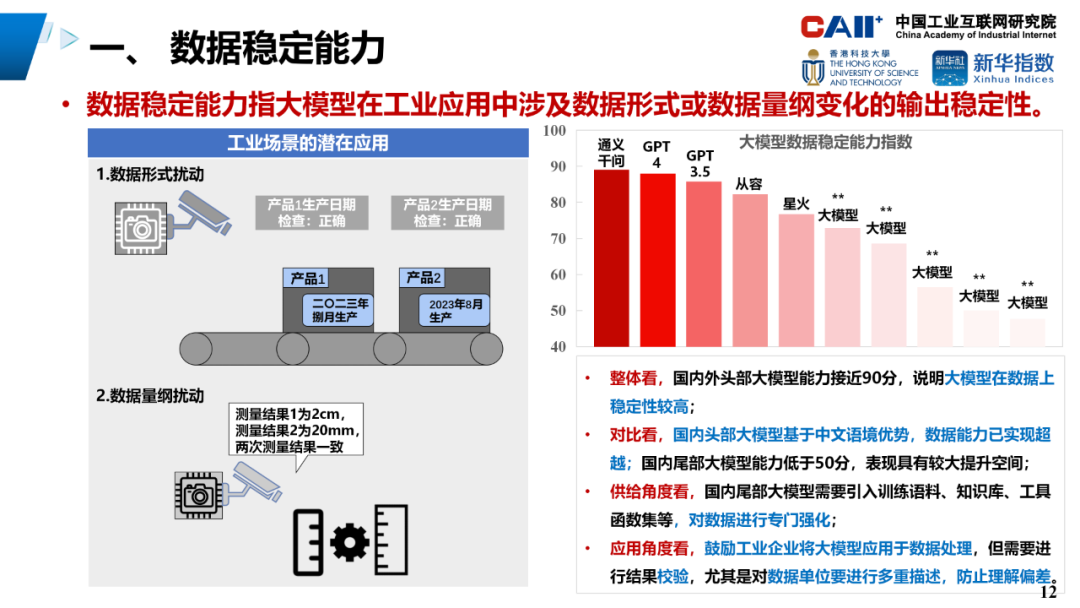 一、 数据稳定能力
CAII+ 中国工业互联网研究院
China Academy of Industrial Internet
香港科技大學
THE HONG KONG
UNIVERSITY OF SCIENCE
AND TECHNOLOGY
新华社
新华指数
Xinhua Indices
• 数据稳定能力指大模型在工业应用中涉及数据形式或数据量纲变化的输出稳定性。
工业场景的潜在应用
1.数据形式扰动
产品1生产日期
检查：正确
产品2生产日期
检查：正确
产品1
二〇二三年
捌月生产
产品2
2023年8月
生产
2.数据量纲扰动
测量结果1为2cm，
测量结果2为20mm，
两次测量结果一致
大模型数据稳定能力指数
100
90
80
70
60
50
40
通义
千问
GPT
4
GPT
3.5
从容
星火
**
大模型
**
大模型
**
大模型
**
大模型
**
大模型
• 整体看，国内外头部大模型能力接近90分，说明大模型在数据上
稳定性较高；
• 对比看，国内头部大模型基于中文语境优势，数据能力已实现超
越；国内尾部大模型能力低于50分，表现具有较大提升空间；
• 供给角度看，国内尾部大模型需要引入训练语料、知识库、工具
函数集等，对数据进行专门强化；
• 应用角度看，鼓励工业企业将大模型应用于数据处理，但需要进
行结果校验，尤其是对数据单位要进行多重描述，防止理解偏差。
12